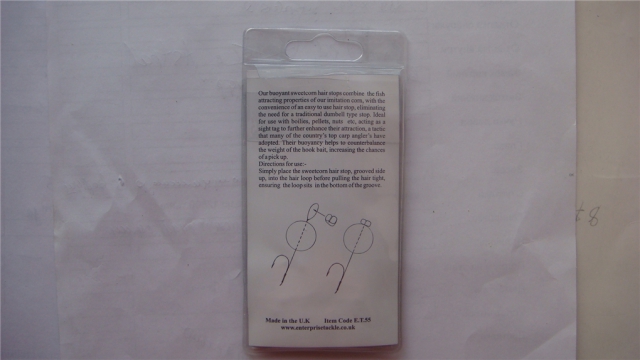 Our buoyant sweetcorn hair stops combine the fish
attracting properties of our imitation corn, with the
convenience of an easy to use hair stop, eliminating
the need for a traditional dumbell type stop. Ideal
for use with boilies, pellets, nuts etc, acting as a
sight tag to further enhance their attraction, a tactic
that many of the country's top carp angler's have
adopted. Their buoyantry helps to counterbalance
the weight of the hook bait, increasing the chances
of a pick up.
Directions for use:-
Simply place the sweetcorn hair stop, grooved side
up, into the hair loop before pulling the hair tight,
ensuring the loop sits in the bottom of the groove.
Made in the U.K Item Code E.T.55
www.enterprisetackle.co.uk
8